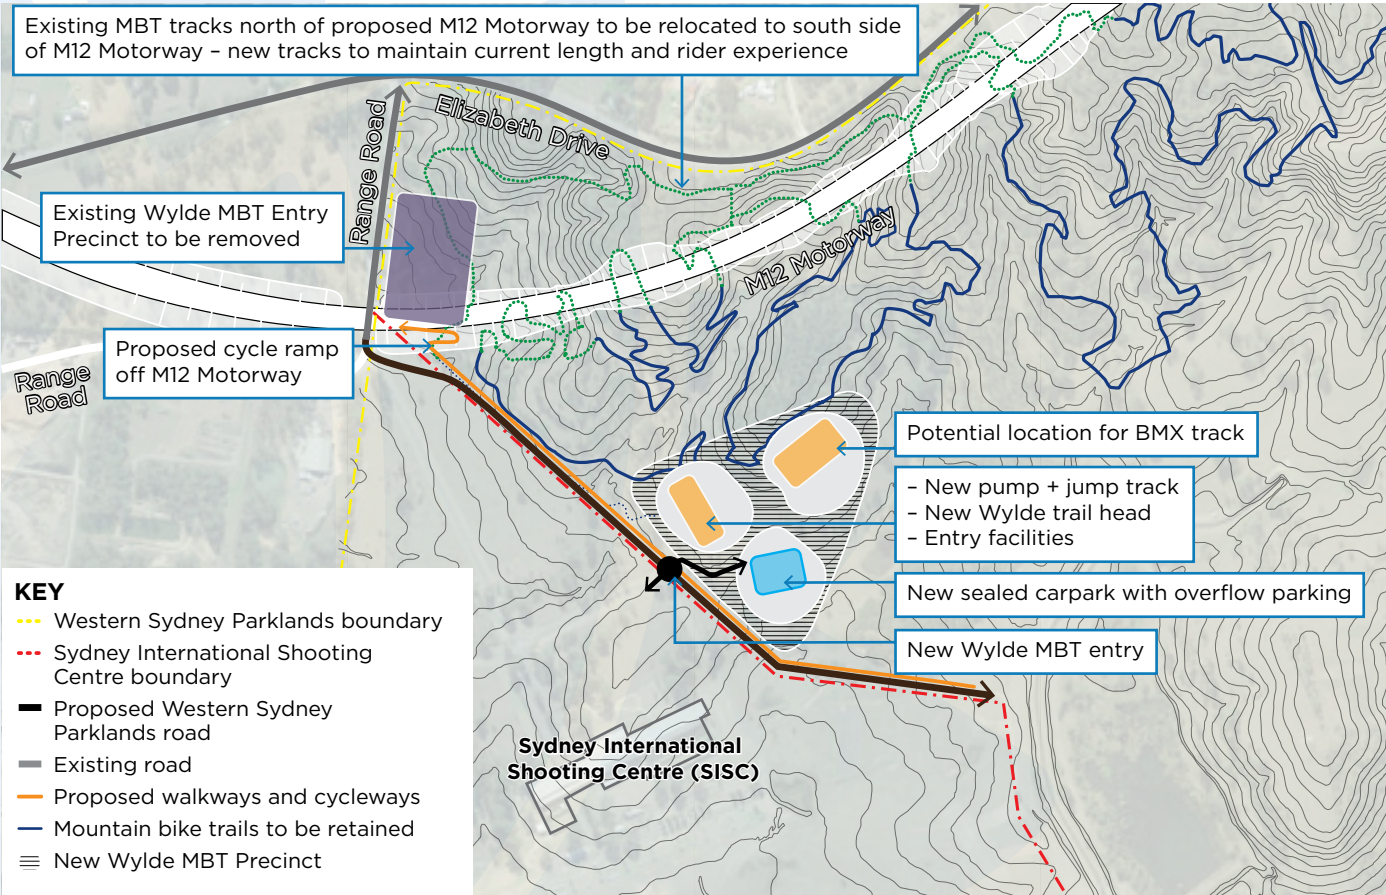 Existing MBT tracks north of proposed M12 Motorway to be relocated to south side
of M12 Motorway – new tracks to maintain current length and rider experience
Elizabeth Drive
Range Road
Existing Wylde MBT Entry
Precinct to be removed
M12 Motorway
Proposed cycle ramp
off M12 Motorway
Range
Road
Potential location for BMX track
– New pump + jump track
– New Wylde trail head
– Entry facilities
New sealed carpark with overflow parking
New Wylde MBT entry
Sydney International
Shooting Centre (SISC)
KEY
Western Sydney Parklands boundary
Sydney International Shooting
Centre boundary
Proposed Western Sydney
Parklands road
Existing road
Proposed walkways and cycleways
Mountain bike trails to be retained
New Wylde MBT Precinct